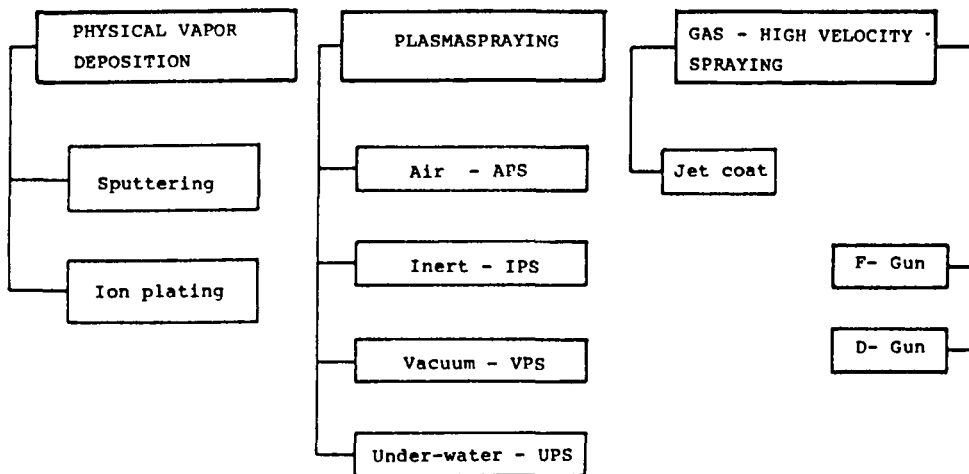 PHYSICAL VAPOR
DEPOSITION
Sputtering
Ion plating
PLASMASPRAYING
Air - APS
Inert - IPS
Vacuum - VPS
Under-water - UPS
GAS - HIGH VELOCITY -
SPRAYING
Jet coat
F- Gun
D- Gun